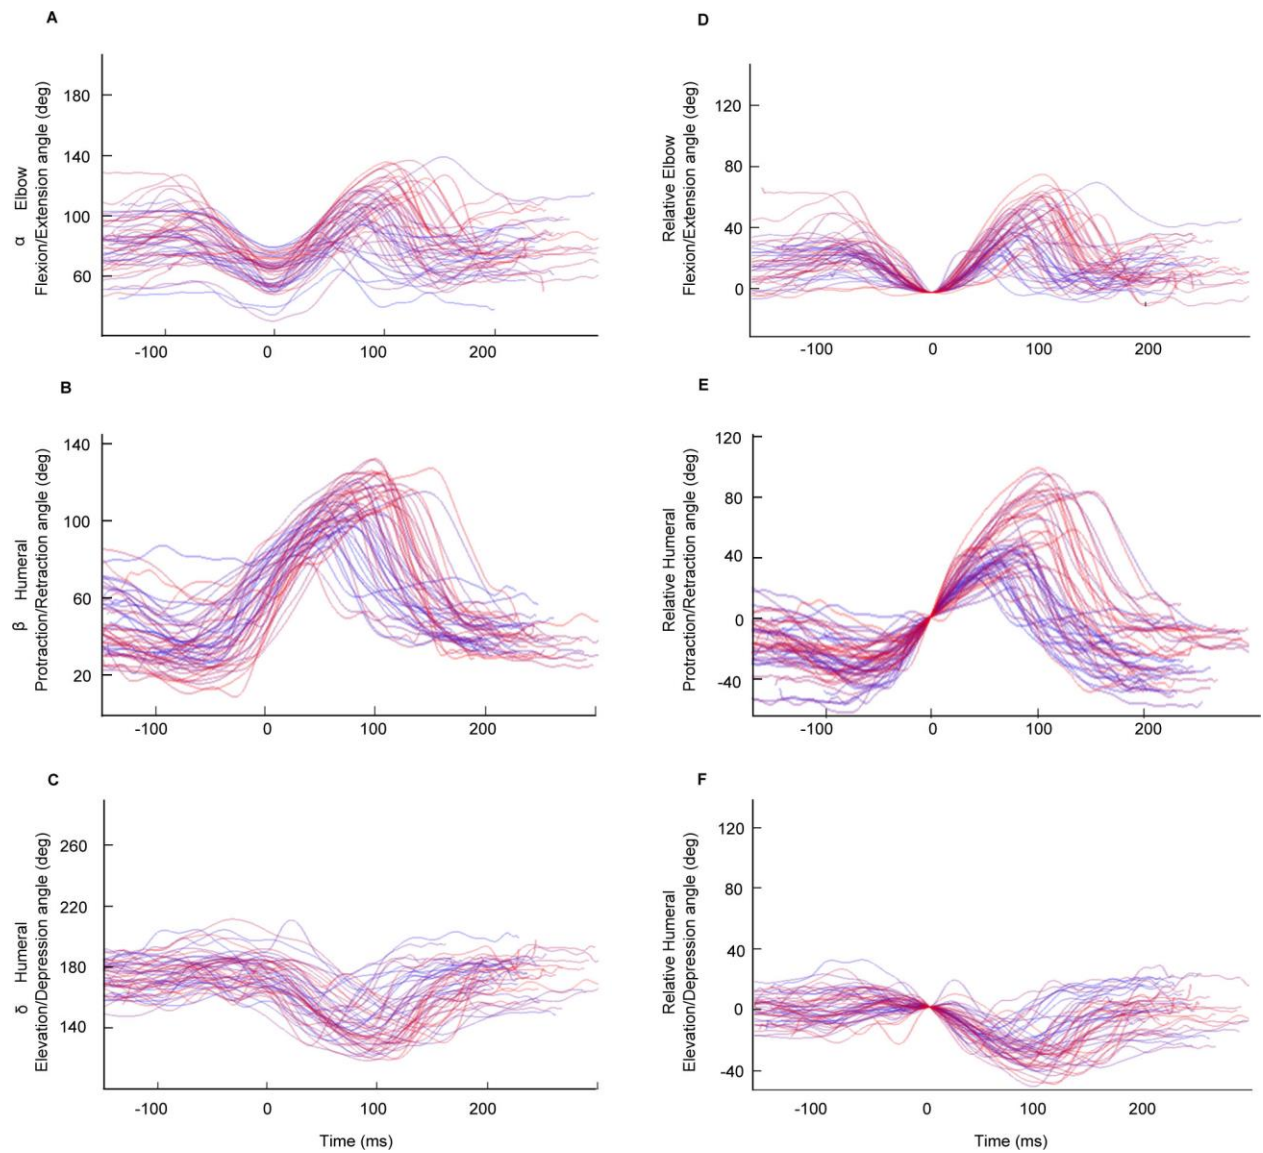 A
α Elbow
Flexion/Extension angle (deg)
180
140
100
60
-100 0 100 200
D
Relative Elbow
Flexion/Extension angle (deg)
120
80
40
0
-100 0 100 200
B
β Humeral
Protraction/Retraction angle (deg)
140
100
60
20
-100 0 100 200
E
Relative Humeral
Protraction/Retraction angle (deg)
120
80
40
0
-40
-100 0 100 200
C
δ Humeral
Elevation/Depression angle (deg)
260
220
180
140
-100 0 100 200
Time (ms)
F
Relative Humeral
Elevation/Depression angle (deg)
120
80
40
0
-40
-100 0 100 200
Time (ms)